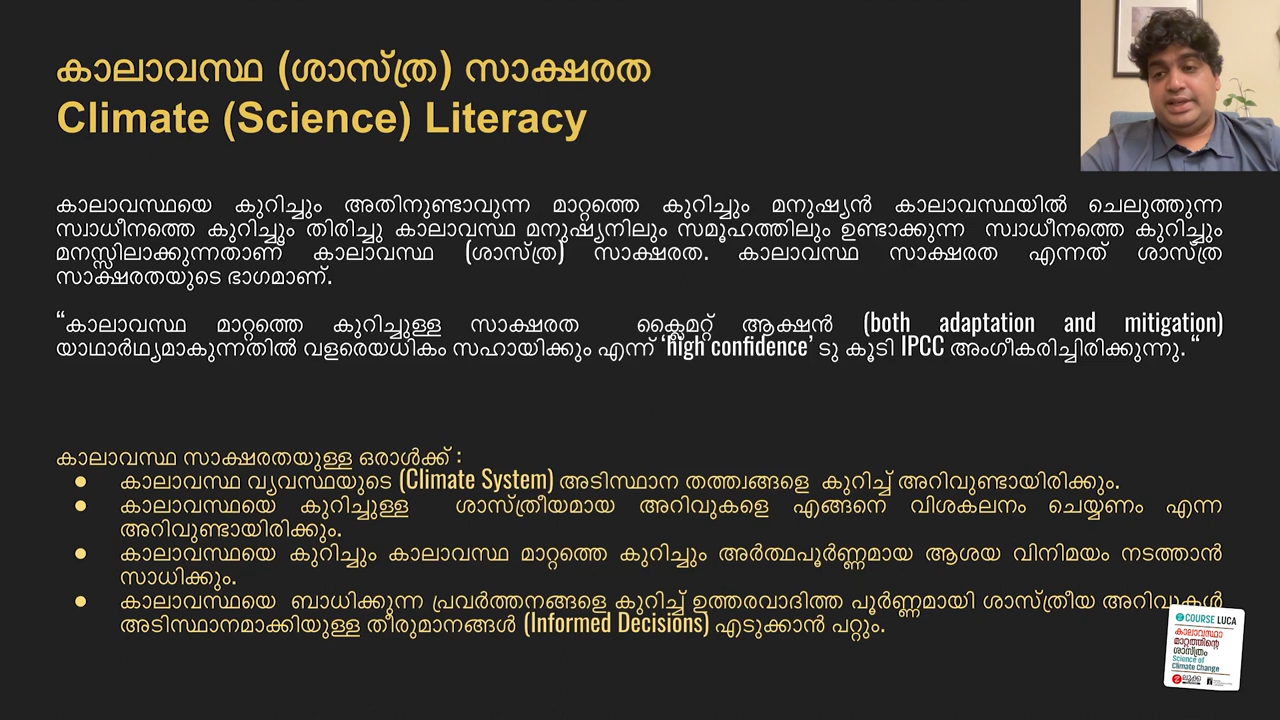 കാലാവസ്ഥ (ശാസ്ത്ര) സാക്ഷരത
Climate (Science) Literacy
കാലാവസ്ഥയെ കുറിച്ചും അതിനുണ്ടാവുന്ന മാറ്റത്തെ കുറിച്ചും മനുഷ്യൻ കാലാവസ്ഥയിൽ ചെലുത്തുന്ന
സ്വാധീനത്തെ കുറിച്ചും തിരിച്ചു കാലാവസ്ഥ മനുഷ്യനിലും സമൂഹത്തിലും ഉണ്ടാക്കുന്ന സ്വാധീനത്തെ കുറിച്ചും
മനസ്സിലാക്കുന്നതാണ് കാലാവസ്ഥ (ശാസ്ത്ര) സാക്ഷരത. കാലാവസ്ഥ സാക്ഷരത എന്നത് ശാസ്ത്ര
സാക്ഷരതയുടെ ഭാഗമാണ്.
“കാലാവസ്ഥ മാറ്റത്തെ കുറിച്ചുള്ള സാക്ഷരത ക്ലൈമറ്റ് ആക്ഷൻ (both adaptation and mitigation)
യാഥാർഥ്യമാകുന്നതിൽ വളരെയധികം സഹായിക്കും എന്ന് ‘high confidence’ ടു കൂടി IPCC അംഗീകരിച്ചിരിക്കുന്നു. “
കാലാവസ്ഥ സാക്ഷരതയുള്ള ഒരാൾക്ക് :
● കാലാവസ്ഥ വ്യവസ്ഥയുടെ (Climate System) അടിസ്ഥാന തത്ത്വങ്ങളെ കുറിച്ച് അറിവുണ്ടായിരിക്കും.
● കാലാവസ്ഥയെ കുറിച്ചുള്ള ശാസ്ത്രീയമായ അറിവുകളെ എങ്ങനെ വിശകലനം ചെയ്യണം എന്ന
അറിവുണ്ടായിരിക്കും.
● കാലാവസ്ഥയെ കുറിച്ചും കാലാവസ്ഥ മാറ്റത്തെ കുറിച്ചും അർത്ഥപൂർണ്ണമായ ആശയ വിനിമയം നടത്താൻ
സാധിക്കും.
● കാലാവസ്ഥയെ ബാധിക്കുന്ന പ്രവർത്തനങ്ങളെ കുറിച്ച് ഉത്തരവാദിത്ത പൂർണ്ണമായി ശാസ്ത്രീയ അറിവുകൾ
അടിസ്ഥാനമാക്കിയുള്ള തീരുമാനങ്ങൾ (Informed Decisions) എടുക്കാൻ പറ്റും.
COURSE LUCA
കാലാവസ്ഥാ
മാറ്റത്തിന്റെ
ശാസ്ത്രം
Science of
Climate Change
ലൂക്ക